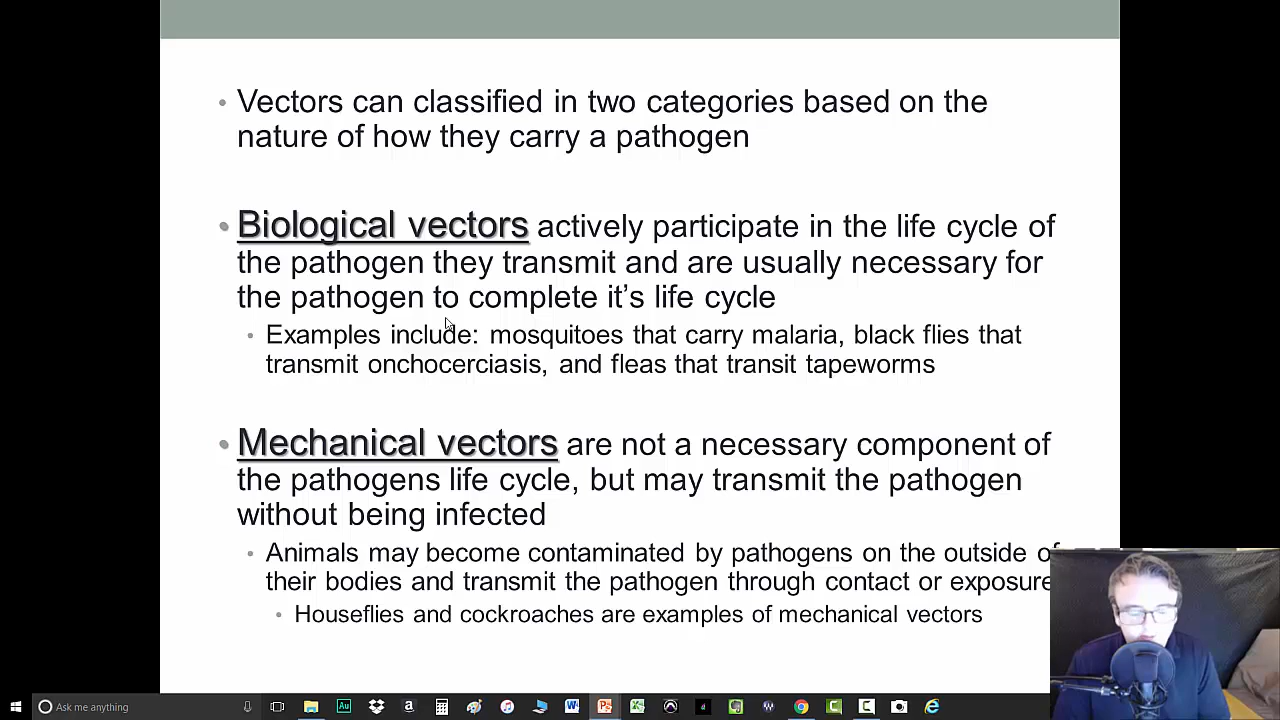 Vectors can classified in two categories based on the
nature of how they carry a pathogen
Biological vectors actively participate in the life cycle of
the pathogen they transmit and are usually necessary for
the pathogen to complete it’s life cycle
Examples include: mosquitoes that carry malaria, black flies that
transmit onchocerciasis, and fleas that transit tapeworms
Mechanical vectors are not a necessary component of
the pathogens life cycle, but may transmit the pathogen
without being infected
Animals may become contaminated by pathogens on the outside of
their bodies and transmit the pathogen through contact or exposure
Houseflies and cockroaches are examples of mechanical vectors
Ask me anything